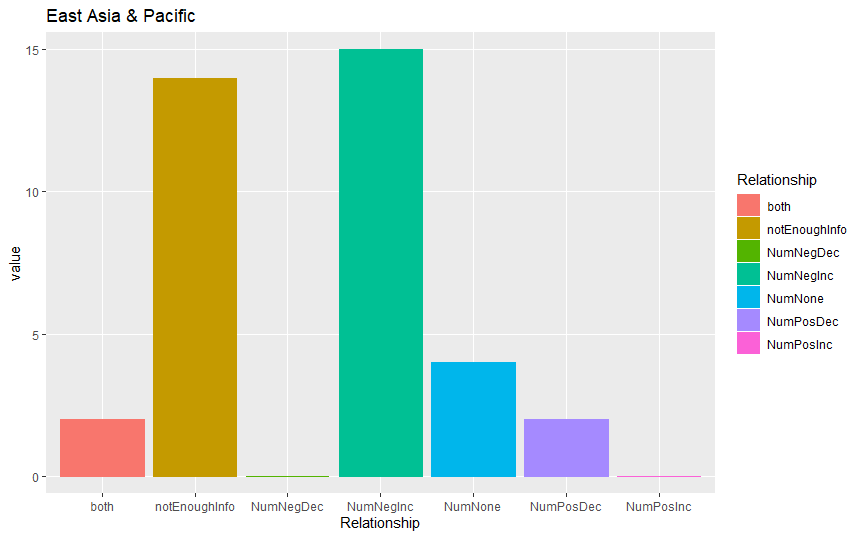 East Asia & Pacific
value
15
10
5
0
both notEnoughInfo NumNegDec NumNegInc NumNone NumPosDec NumPosInc
Relationship
Relationship
both
notEnoughInfo
NumNegDec
NumNegInc
NumNone
NumPosDec
NumPosInc